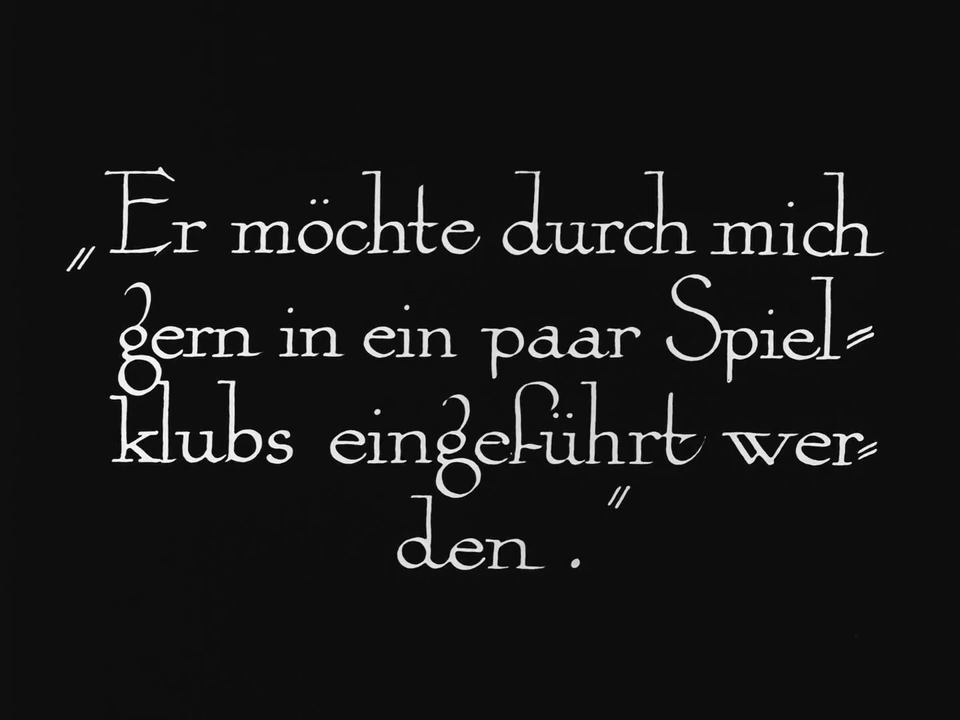 „Er möchte durch mich
gern in ein paar Spiel=
klubs eingeführt wer=
den."